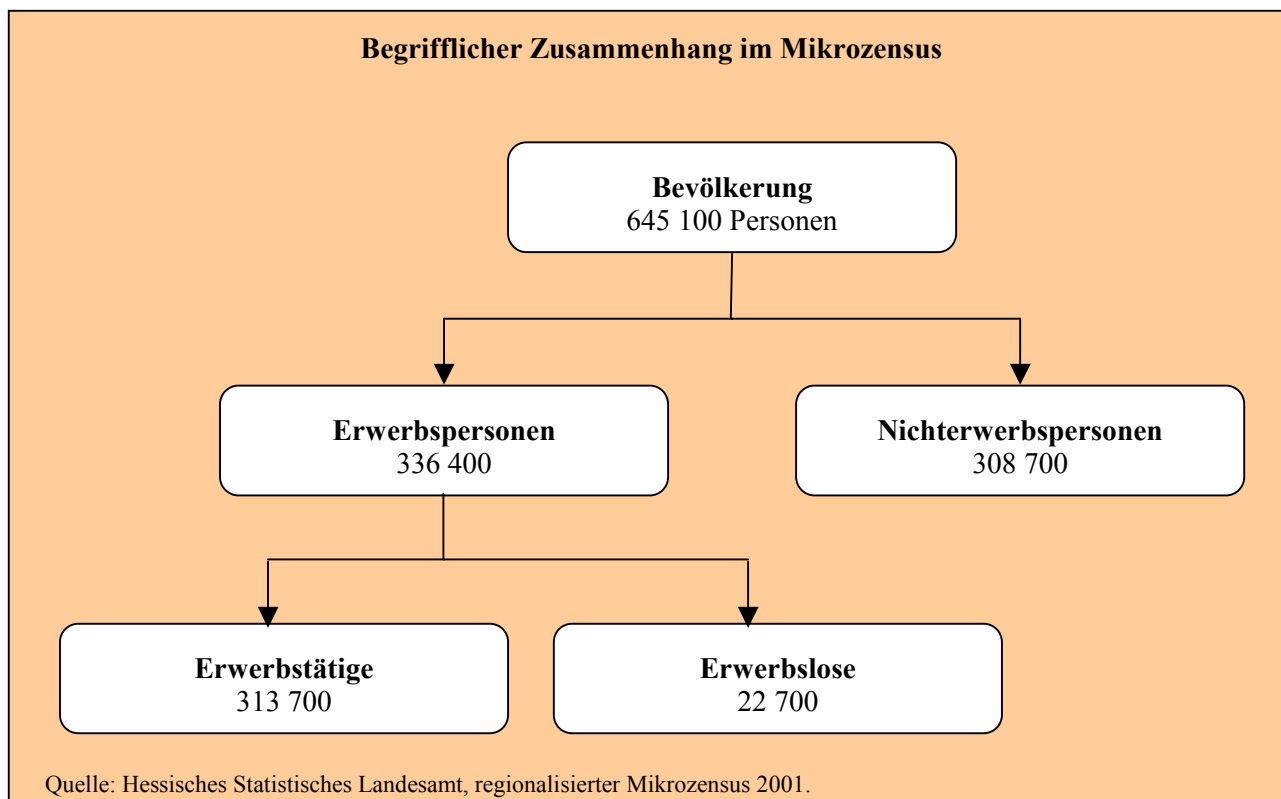 Begrifflicher Zusammenhang im Mikrozensus
Bevölkerung
645 100 Personen
Erwerbspersonen
336 400
Nichterwerbspersonen
308 700
Erwerbstätige
313 700
Erwerbslose
22 700
Quelle: Hessisches Statistisches Landesamt, regionalisierter Mikrozensus 2001.